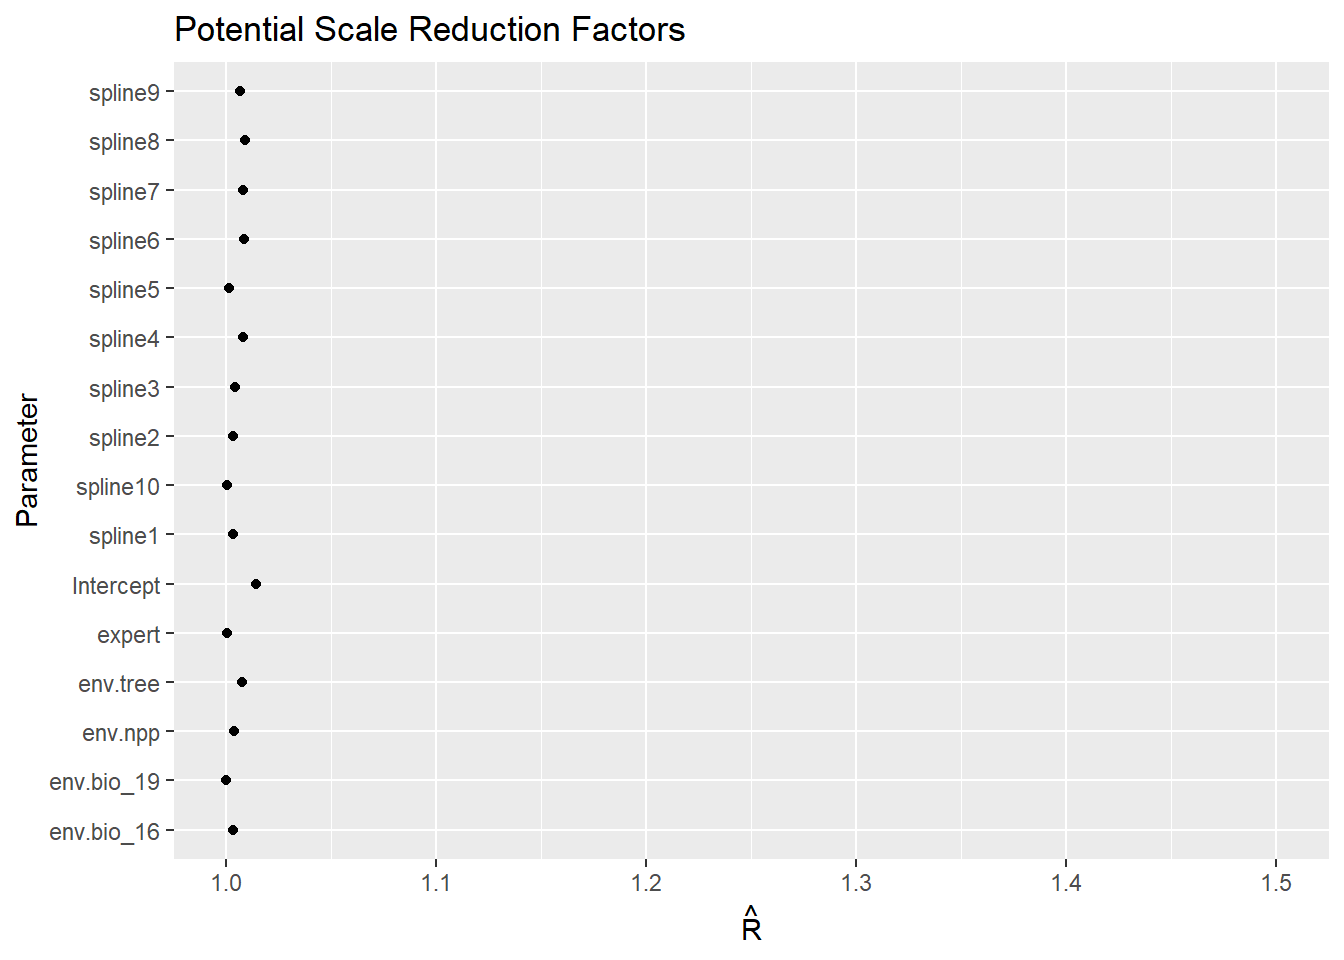 Potential Scale Reduction Factors
spline9
spline8
spline7
spline6
spline5
spline4
spline3
spline2
spline10
spline1
Intercept
expert
env.tree
env.npp
env.bio_19
env.bio_16
Parameter
1.0 1.1 1.2 1.3 1.4 1.5
R̂